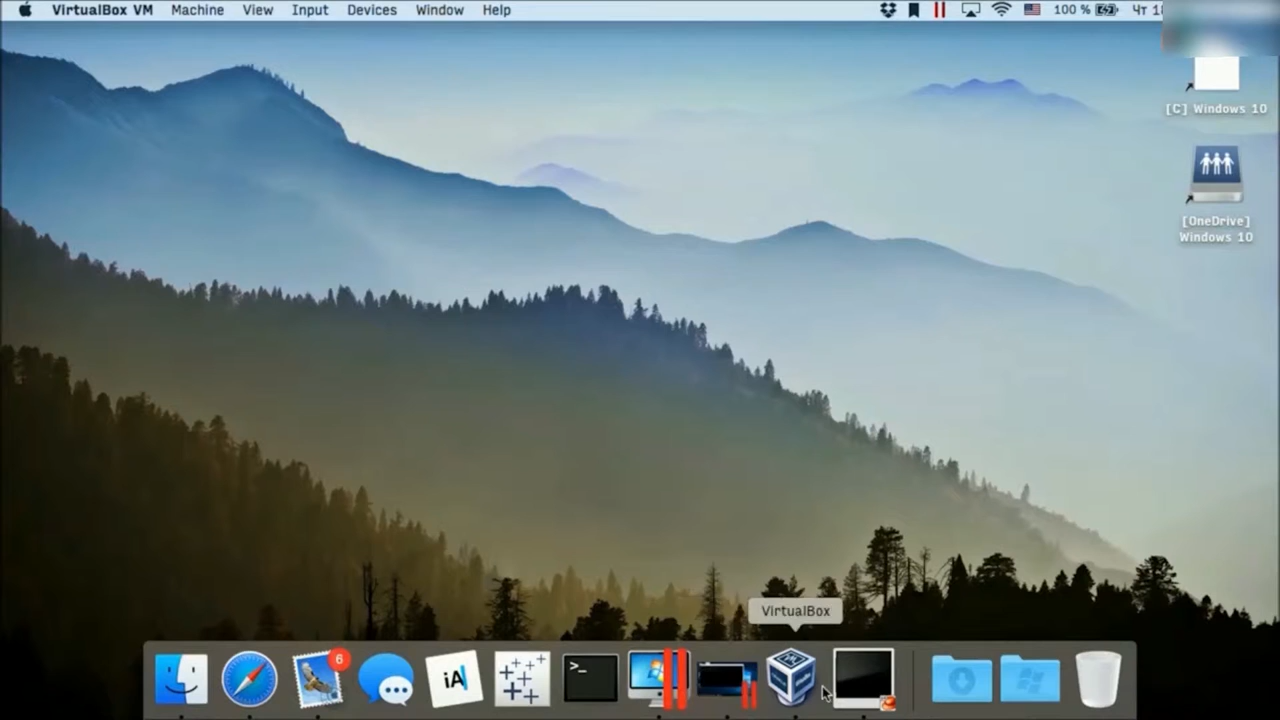 VirtualBox VM Machine View Input Devices Window Help 100 % Чт
[C] Windows 10
[OneDrive]
Windows 10
VirtualBox
6
iA
>_